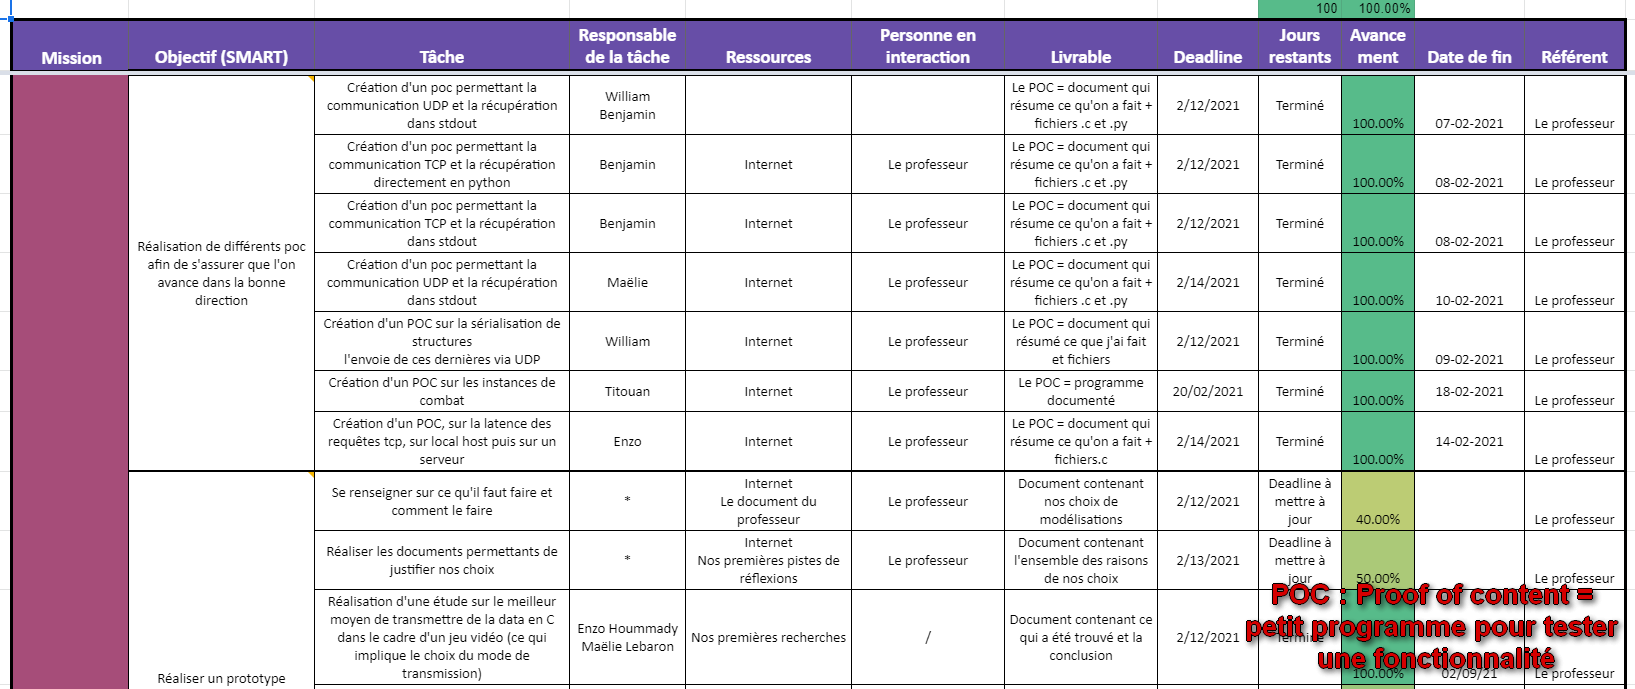 100 100.00%
Mission Objectif (SMART) Tâche Responsable de la tâche Ressources Personne en interaction Livrable Deadline Jours restants Avance ment Date de fin Référent
Réalisation de différents poc
afin de s'assurer que l'on
avance dans la bonne
direction
Création d'un poc permettant la
communication UDP et la récupération
dans stdout
William
Benjamin
Le POC = document qui
résume ce qu'on a fait +
fichiers .c et .py
2/12/2021
Terminé
100.00%
07-02-2021
Le professeur
Création d'un poc permettant la
communication TCP et la récupération
directement en python
Benjamin
Internet
Le professeur
Le POC = document qui
résume ce qu'on a fait +
fichiers .c et .py
2/12/2021
Terminé
100.00%
08-02-2021
Le professeur
Création d'un poc permettant la
communication TCP et la récupération
dans stdout
Benjamin
Internet
Le professeur
Le POC = document qui
résume ce qu'on a fait +
fichiers .c et .py
2/12/2021
Terminé
100.00%
08-02-2021
Le professeur
Création d'un poc permettant la
communication UDP et la récupération
dans stdout
Maëlie
Internet
Le professeur
Le POC = document qui
résume ce qu'on a fait +
fichiers .c et .py
2/14/2021
Terminé
100.00%
10-02-2021
Le professeur
Création d'un POC sur la sérialisation de
structures
l'envoie de ces dernières via UDP
William
Internet
Le professeur
Le POC = document qui
résumé ce que j'ai fait
et fichiers
2/12/2021
Terminé
100.00%
09-02-2021
Le professeur
Création d'un POC sur les instances de
combat
Titouan
Internet
Le professeur
Le POC = programme
documenté
20/02/2021
Terminé
100.00%
18-02-2021
Le professeur
Création d'un POC, sur la latence des
requêtes tcp, sur local host puis sur un
serveur
Enzo
Internet
Le professeur
Le POC = document qui
résume ce qu'on a fait +
fichiers.c
2/14/2021
Terminé
100.00%
14-02-2021
Le professeur
Réaliser un prototype
Se renseigner sur ce qu'il faut faire et
comment le faire
*
Internet
Le document du
professeur
Le professeur
Document contenant
nos choix de
modélisations
2/12/2021
Deadline à
mettre à
jour
40.00%
Le professeur
Réaliser les documents permettants de
justifier nos choix
*
Internet
Nos premières pistes de
réflexions
Le professeur
Document contenant
l'ensemble des raisons
de nos choix
2/13/2021
Deadline à
mettre à
jour
50.00%
Le professeur
Réalisation d'une étude sur le meilleur
moyen de transmettre de la data en C
dans le cadre d'un jeu vidéo (ce qui
implique le choix du mode de
transmission)
Enzo Hoummady
Maëlie Lebaron
Nos premières recherches
/
Document contenant ce
qui a été trouvé et la
conclusion
2/12/2021
Terminé
100.00%
02/09/21
Le professeur
POC : Proof of content =
petit programme pour tester
une fonctionnalité